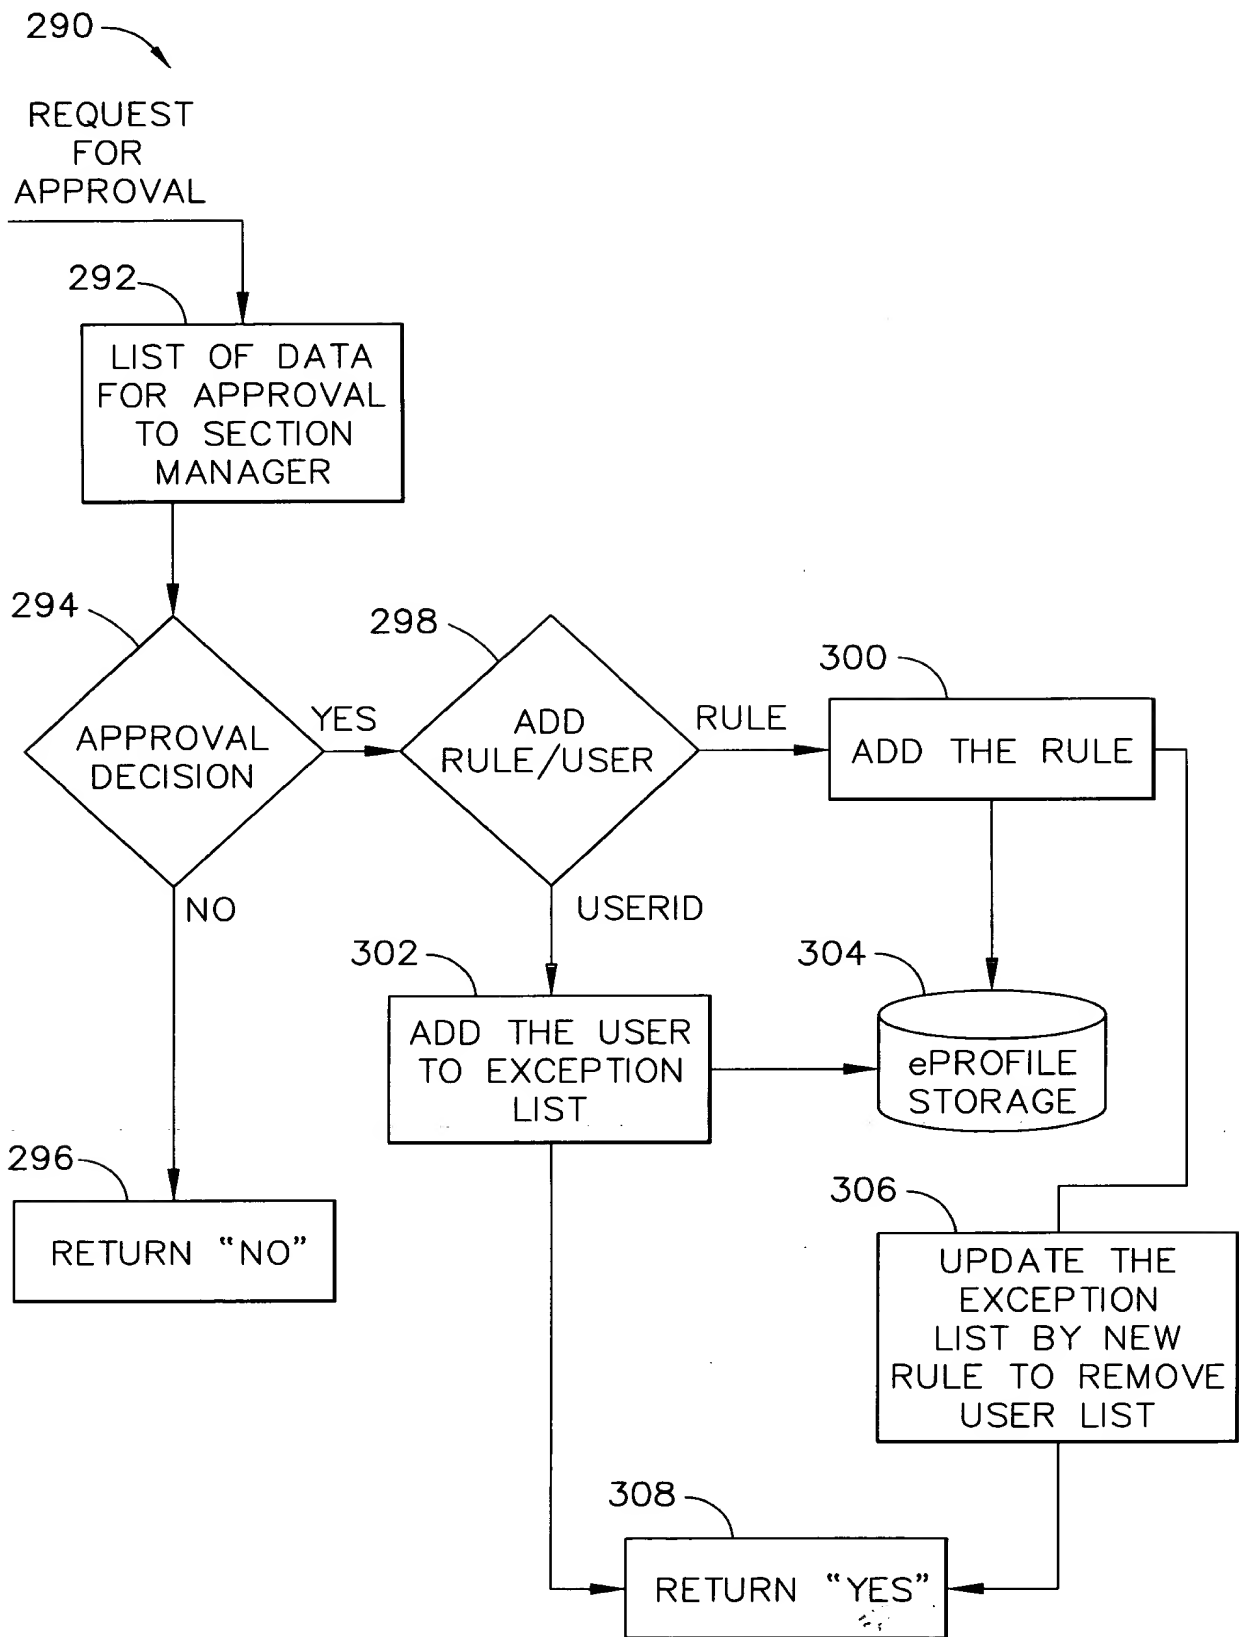 290
REQUEST
FOR
APPROVAL
292
LIST OF DATA
FOR APPROVAL
TO SECTION
MANAGER
294
APPROVAL
DECISION
YES
NO
298
ADD
RULE/USER
RULE
USERID
300
ADD THE RULE
302
ADD THE USER
TO EXCEPTION
LIST
304
ePROFILE
STORAGE
296
RETURN "NO"
306
UPDATE THE
EXCEPTION
LIST BY NEW
RULE TO REMOVE
USER LIST
308
RETURN "YES"